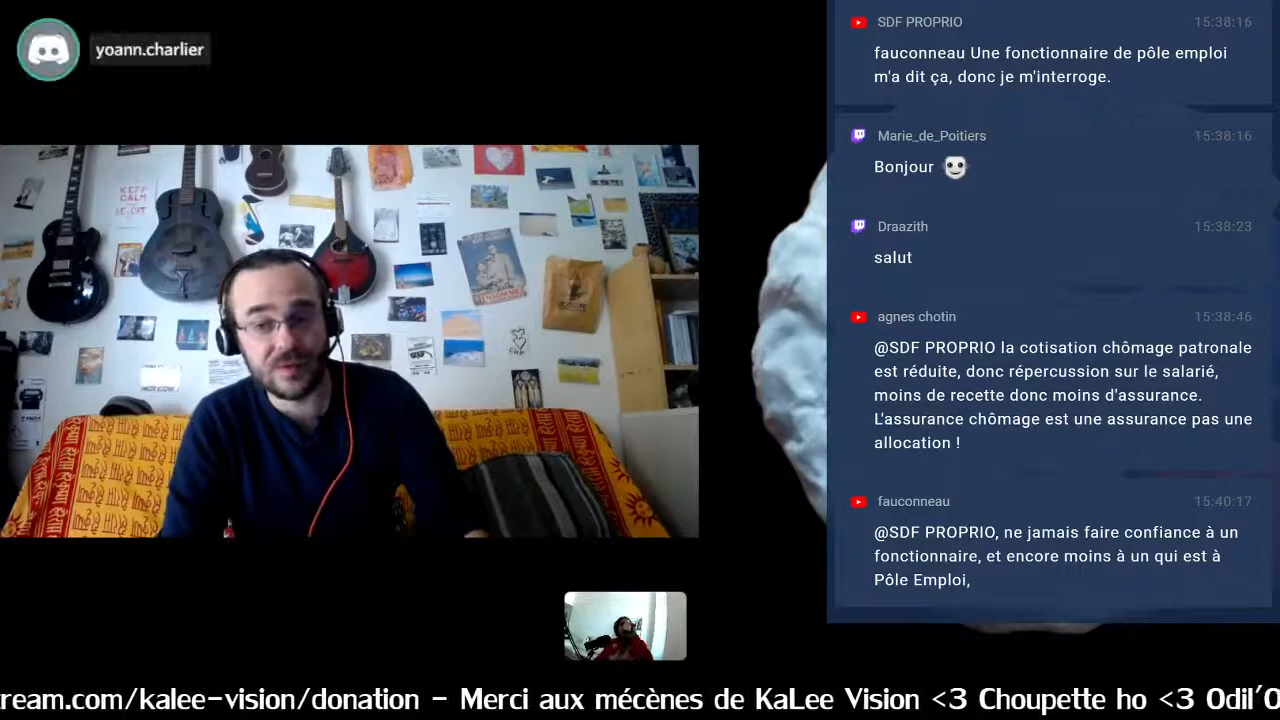 yoann.charlier
KEEP
CALM
SDF PROPRIO 15:38:16
fauconneau Une fonctionnaire de pôle emploi
m'a dit ça, donc je m'interroge.
Marie_de_Poitiers 15:38:16
Bonjour
Draazith 15:38:23
salut
agnes chotin 15:38:46
@SDF PROPRIO la cotisation chômage patronale
est réduite, donc répercussion sur le salarié,
moins de recette donc moins d'assurance.
L'assurance chômage est une assurance pas une
allocation !
fauconneau 15:40:17
@SDF PROPRIO, ne jamais faire confiance à un
fonctionnaire, et encore moins à un qui est à
Pôle Emploi,
ream.com/kalee-vision/donation - Merci aux mécènes de KaLee Vision <3 Choupette ho <3 Odil'O